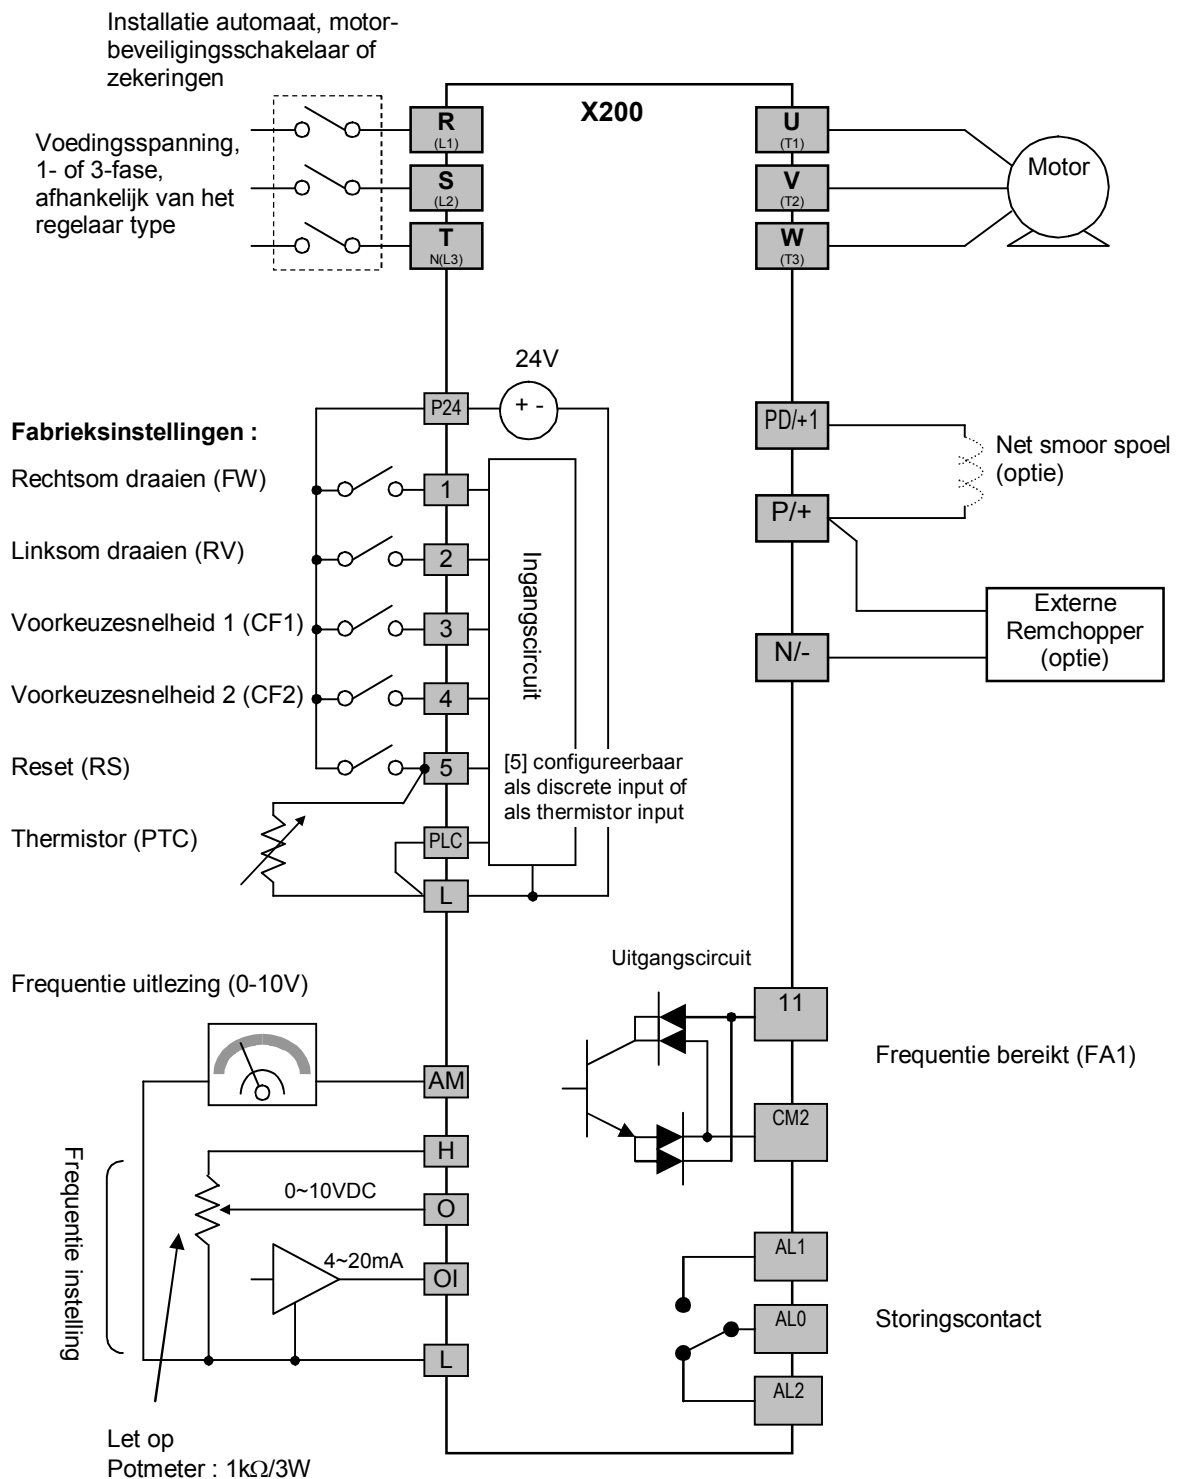 Installatie automaat, motor-
beveiligingsschakelaar of
zekeringen
X200
Voedingsspanning,
1- of 3-fase,
afhankelijk van het
regelaar type
R
(L1)
S
(L2)
T
N(L3)
U
(T1)
V
(T2)
W
(T3)
Motor
24V
P24
+ -
PD/+1
Net smoor spoel
(optie)
P/+
Externe
Remchopper
(optie)
N/-
Fabrieksinstellingen :
Rechtsom draaien (FW)
1
Linksom draaien (RV)
2
Voorkeuzesnelheid 1 (CF1)
3
Voorkeuzesnelheid 2 (CF2)
4
Reset (RS)
5
Ingangscircuit
[5] configureerbaar
als discrete input of
als thermistor input
Thermistor (PTC)
PLC
L
Uitgangscircuit
Frequentie uitlezing (0-10V)
11
Frequentie bereikt (FA1)
CM2
AM
H
0~10VDC
O
4~20mA
OI
L
Frequentie instelling
AL1
AL0
Storingscontact
AL2
Let op
Potmeter : 1kΩ/3W